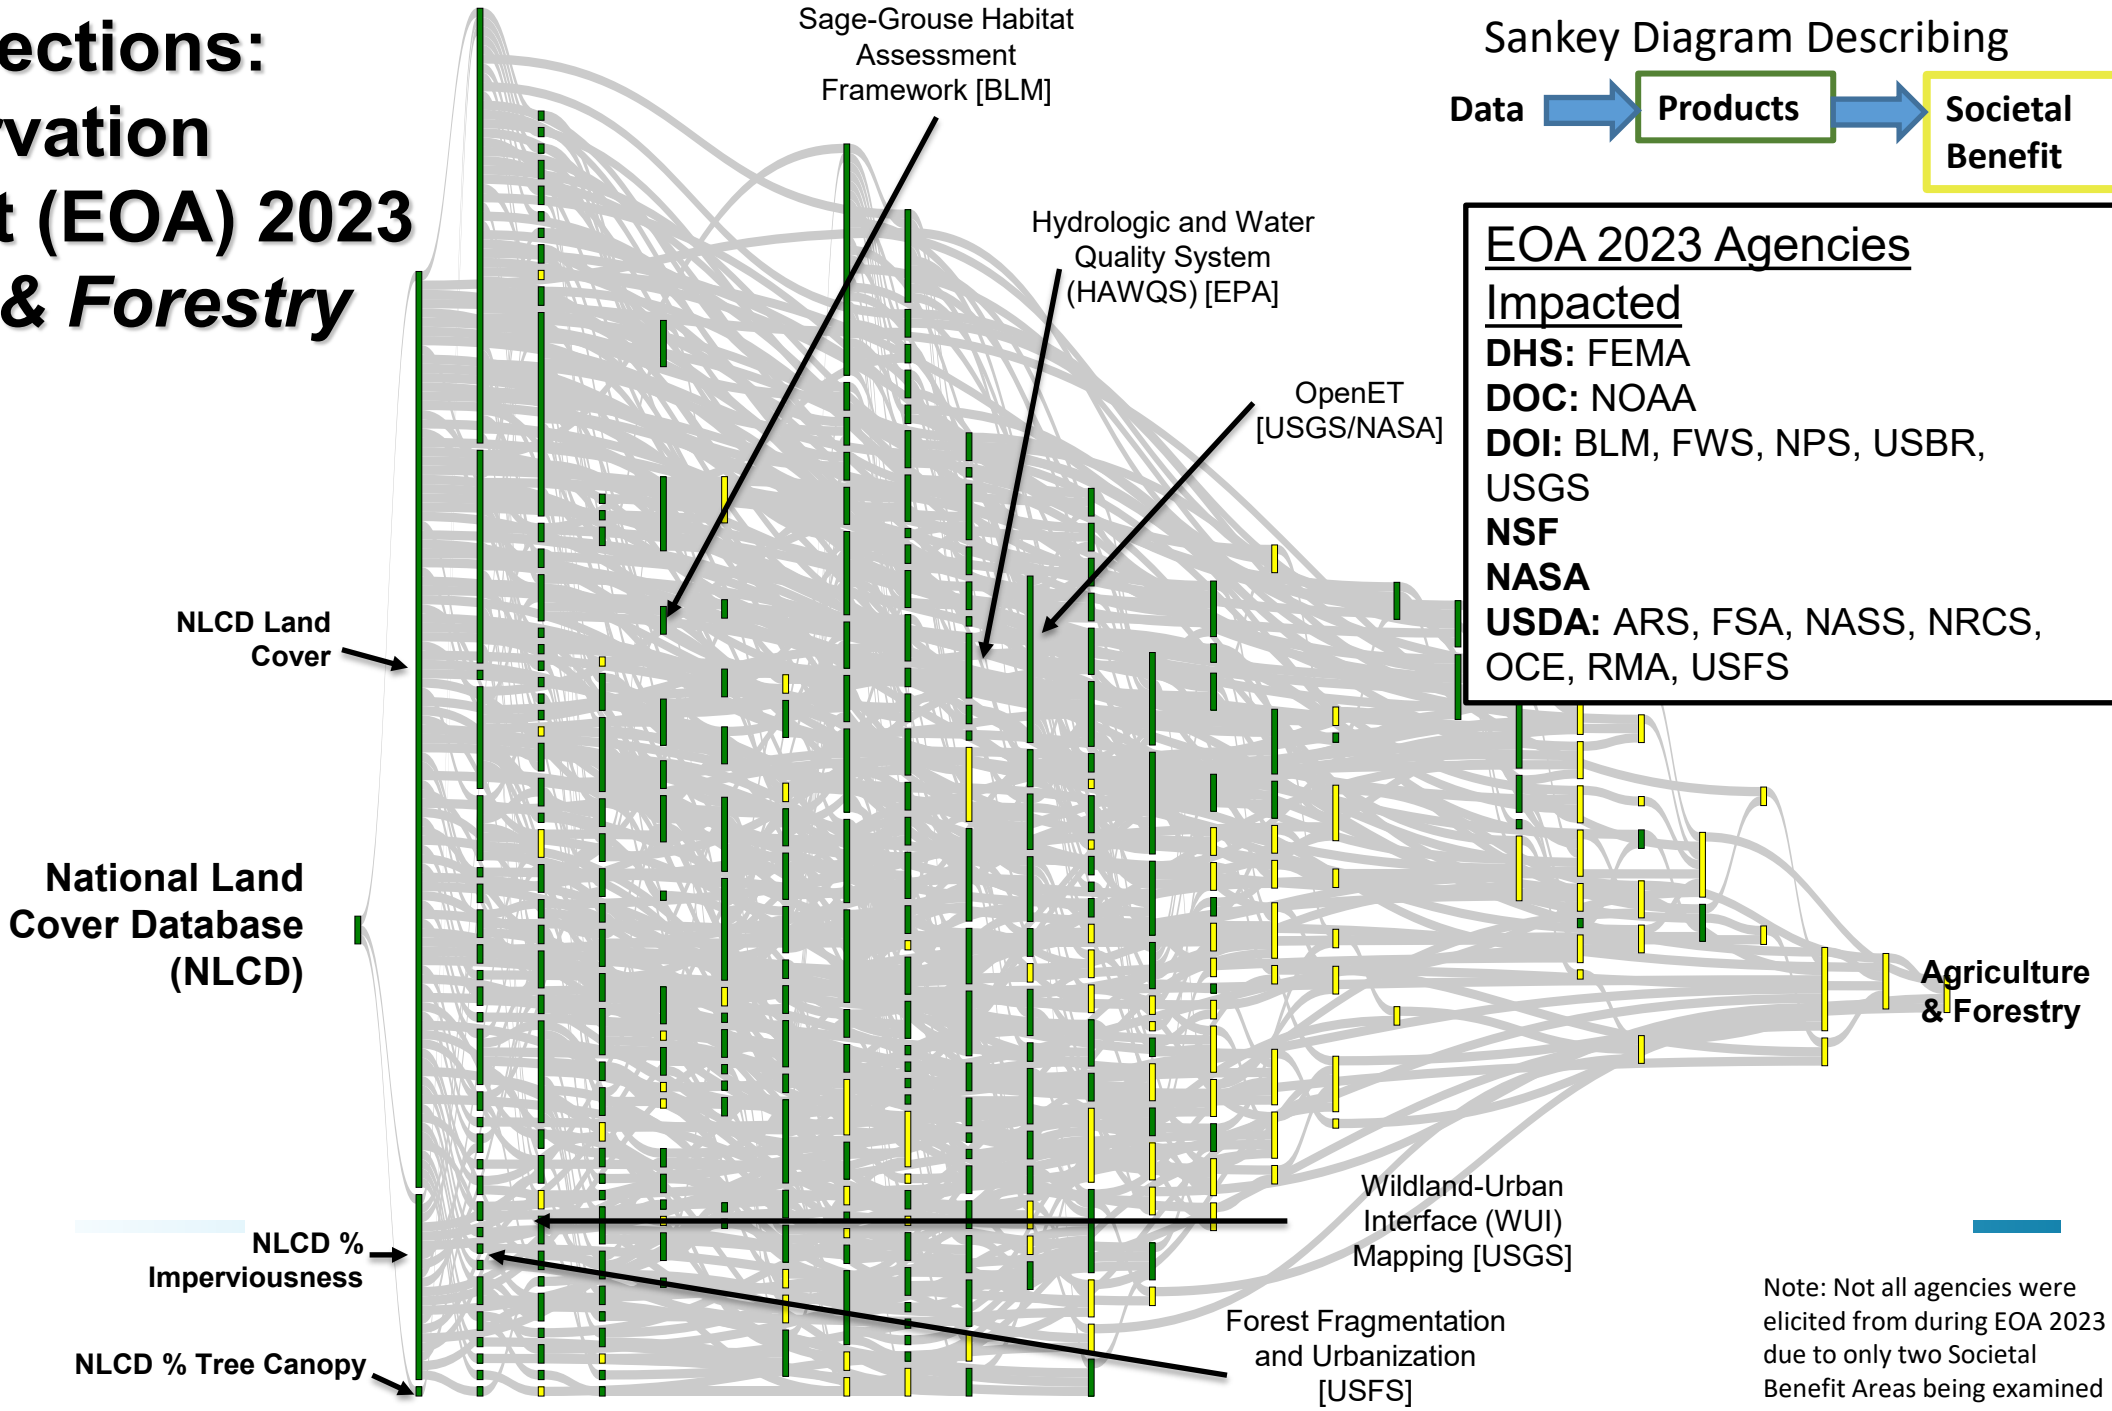 ections:
rvation
t (EOA) 2023
& Forestry
Sage-Grouse Habitat
Assessment
Framework [BLM]
Sankey Diagram Describing
Data
Products
Societal
Benefit
Hydrologic and Water
Quality System
(HAWQS) [EPA]
OpenET
[USGS/NASA]
EOA 2023 Agencies
Impacted
DHS: FEMA
DOC: NOAA
DOI: BLM, FWS, NPS, USBR,
USGS
NSF
NASA
USDA: ARS, FSA, NASS, NRCS,
OCE, RMA, USFS
NLCD Land
Cover
National Land
Cover Database
(NLCD)
Agriculture
& Forestry
NLCD %
Imperviousness
NLCD % Tree Canopy
Wildland-Urban
Interface (WUI)
Mapping [USGS]
Forest Fragmentation
and Urbanization
[USFS]
Note: Not all agencies were
elicited from during EOA 2023
due to only two Societal
Benefit Areas being examined